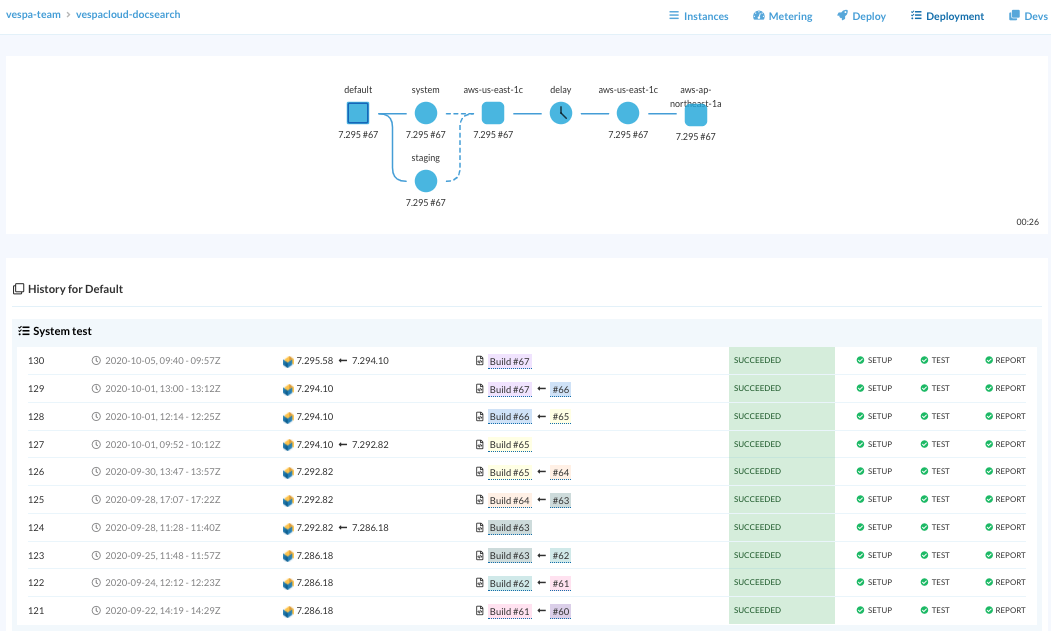 vespa-team › vespacloud-docsearch
Instances Metering Deploy Deployment Devs
default system aws-us-east-1c delay aws-us-east-1c aws-ap-northeast-1a
7.295 #67 7.295 #67 7.295 #67 7.295 #67 7.295 #67
staging
7.295 #67
00:26
History for Default
System test
130 2020-10-05, 09:40 - 09:57Z 7.295.58 ← 7.294.10 Build #67 SUCCEEDED SETUP TEST REPORT
129 2020-10-01, 13:00 - 13:12Z 7.294.10 Build #67 ← #66 SUCCEEDED SETUP TEST REPORT
128 2020-10-01, 12:14 - 12:25Z 7.294.10 Build #66 ← #65 SUCCEEDED SETUP TEST REPORT
127 2020-10-01, 09:52 - 10:12Z 7.294.10 ← 7.292.82 Build #65 SUCCEEDED SETUP TEST REPORT
126 2020-09-30, 13:47 - 13:57Z 7.292.82 Build #65 ← #64 SUCCEEDED SETUP TEST REPORT
125 2020-09-28, 17:07 - 17:22Z 7.292.82 Build #64 ← #63 SUCCEEDED SETUP TEST REPORT
124 2020-09-28, 11:28 - 11:40Z 7.292.82 ← 7.286.18 Build #63 SUCCEEDED SETUP TEST REPORT
123 2020-09-25, 11:48 - 11:57Z 7.286.18 Build #63 ← #62 SUCCEEDED SETUP TEST REPORT
122 2020-09-24, 12:12 - 12:23Z 7.286.18 Build #62 ← #61 SUCCEEDED SETUP TEST REPORT
121 2020-09-22, 14:19 - 14:29Z 7.286.18 Build #61 ← #60 SUCCEEDED SETUP TEST REPORT